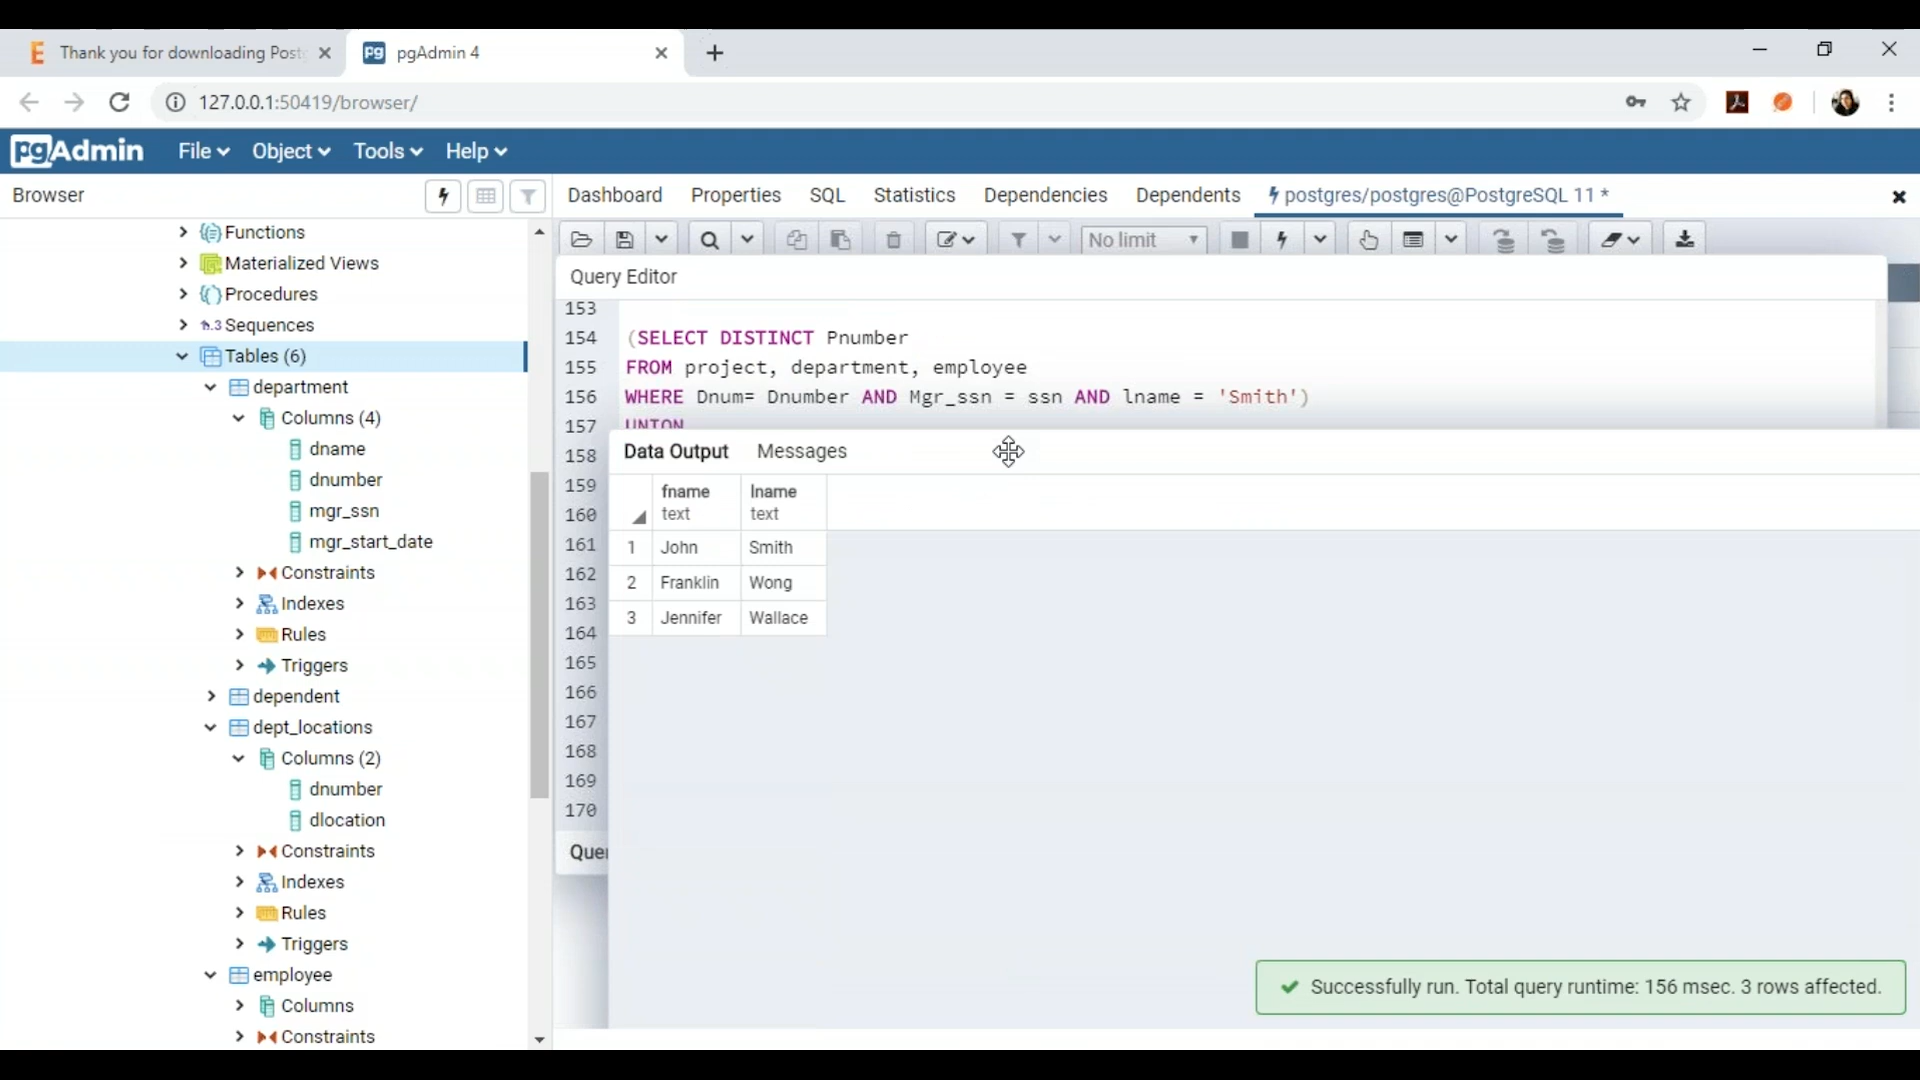 Thank you for downloading Post
pgAdmin 4
127.0.0.1:50419/browser/
pgAdmin
File
Object
Tools
Help
Browser
Dashboard
Properties
SQL
Statistics
Dependencies
Dependents
postgres/postgres@PostgreSQL 11 *
No limit
Functions
Materialized Views
Procedures
1..3 Sequences
Tables (6)
department
Columns (4)
dname
dnumber
mgr_ssn
mgr_start_date
Constraints
Indexes
Rules
Triggers
dependent
dept_locations
Columns (2)
dnumber
dlocation
Constraints
Indexes
Rules
Triggers
employee
Columns
Constraints
Query Editor
153
154 (SELECT DISTINCT Pnumber
155 FROM project, department, employee
156 WHERE Dnum= Dnumber AND Mgr_ssn = ssn AND lname = 'Smith')
157 UNION
158
159
160
161
162
163
164
165
166
167
168
169
170
Data Output
Messages
fname text
lname text
1 John Smith
2 Franklin Wong
3 Jennifer Wallace
Successfully run. Total query runtime: 156 msec. 3 rows affected.